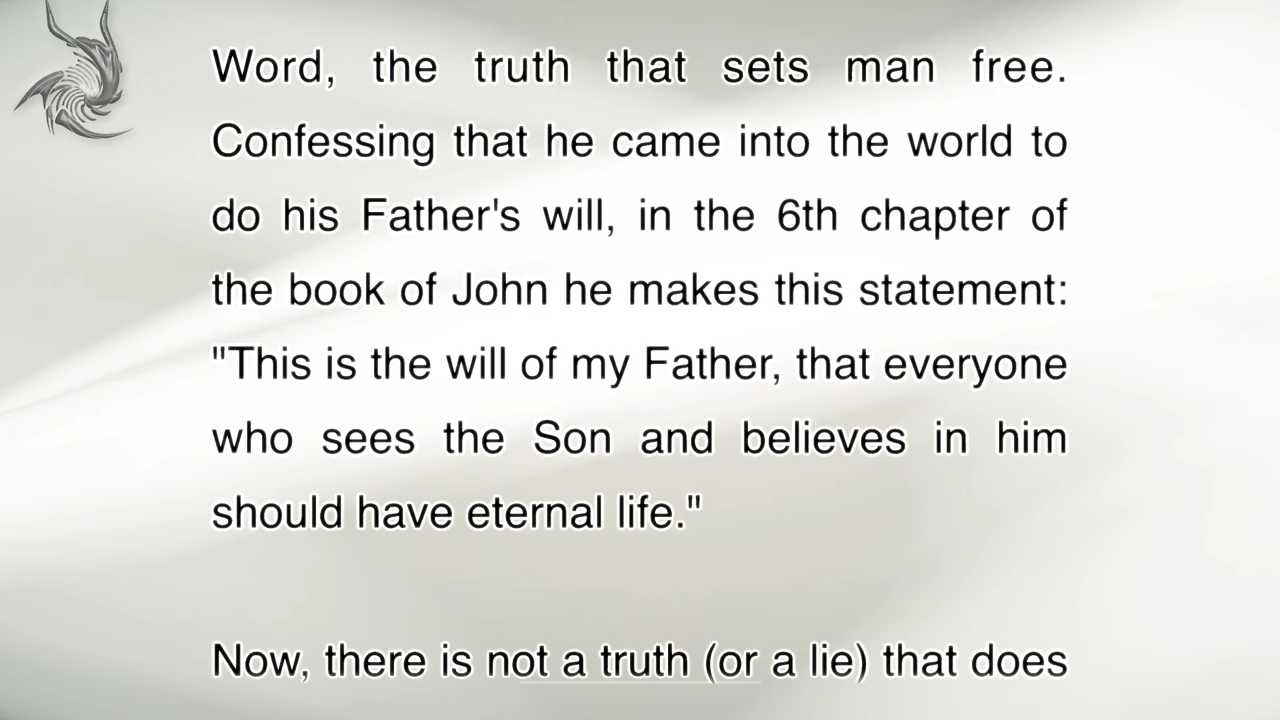 Word, the truth that sets man free.
Confessing that he came into the world to
do his Father's will, in the 6th chapter of
the book of John he makes this statement:
"This is the will of my Father, that everyone
who sees the Son and believes in him
should have eternal life."
Now, there is not a truth (or a lie) that does